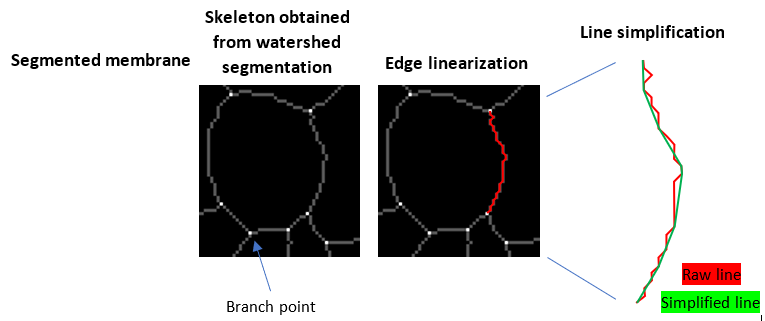 Segmented membrane
Skeleton obtained
from watershed
segmentation
Edge linearization
Line simplification
Branch point
Raw line
Simplified line